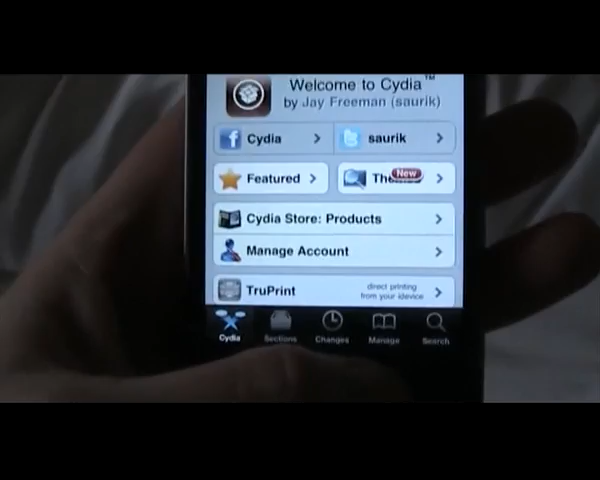 Welcome to Cydia™
by Jay Freeman (saurik)
Cydia
saurik
Featured
New
Cydia Store: Products
Manage Account
TruPrint
direct printing
from your idevice
Cydia
Sections
Changes
Manage
Search